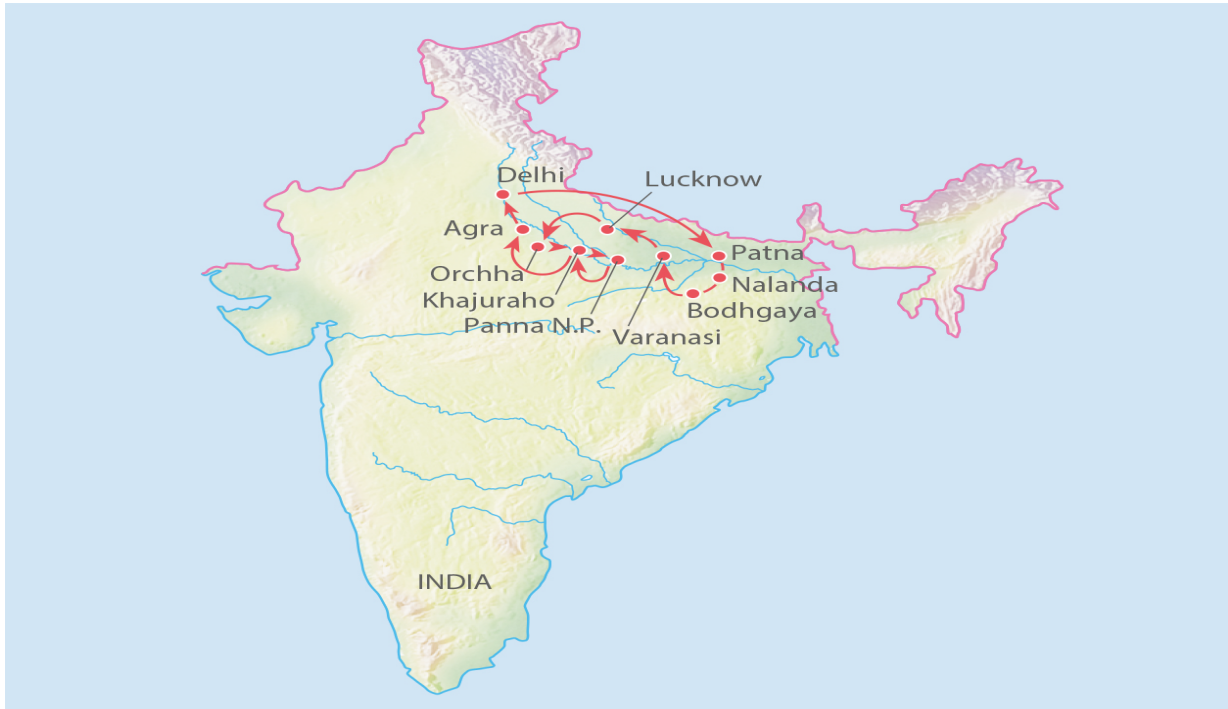 Delhi
Lucknow
Agra
Patna
Orchha
Nalanda
Khajuraho
Bodhgaya
Panna N.P.
Varanasi
INDIA